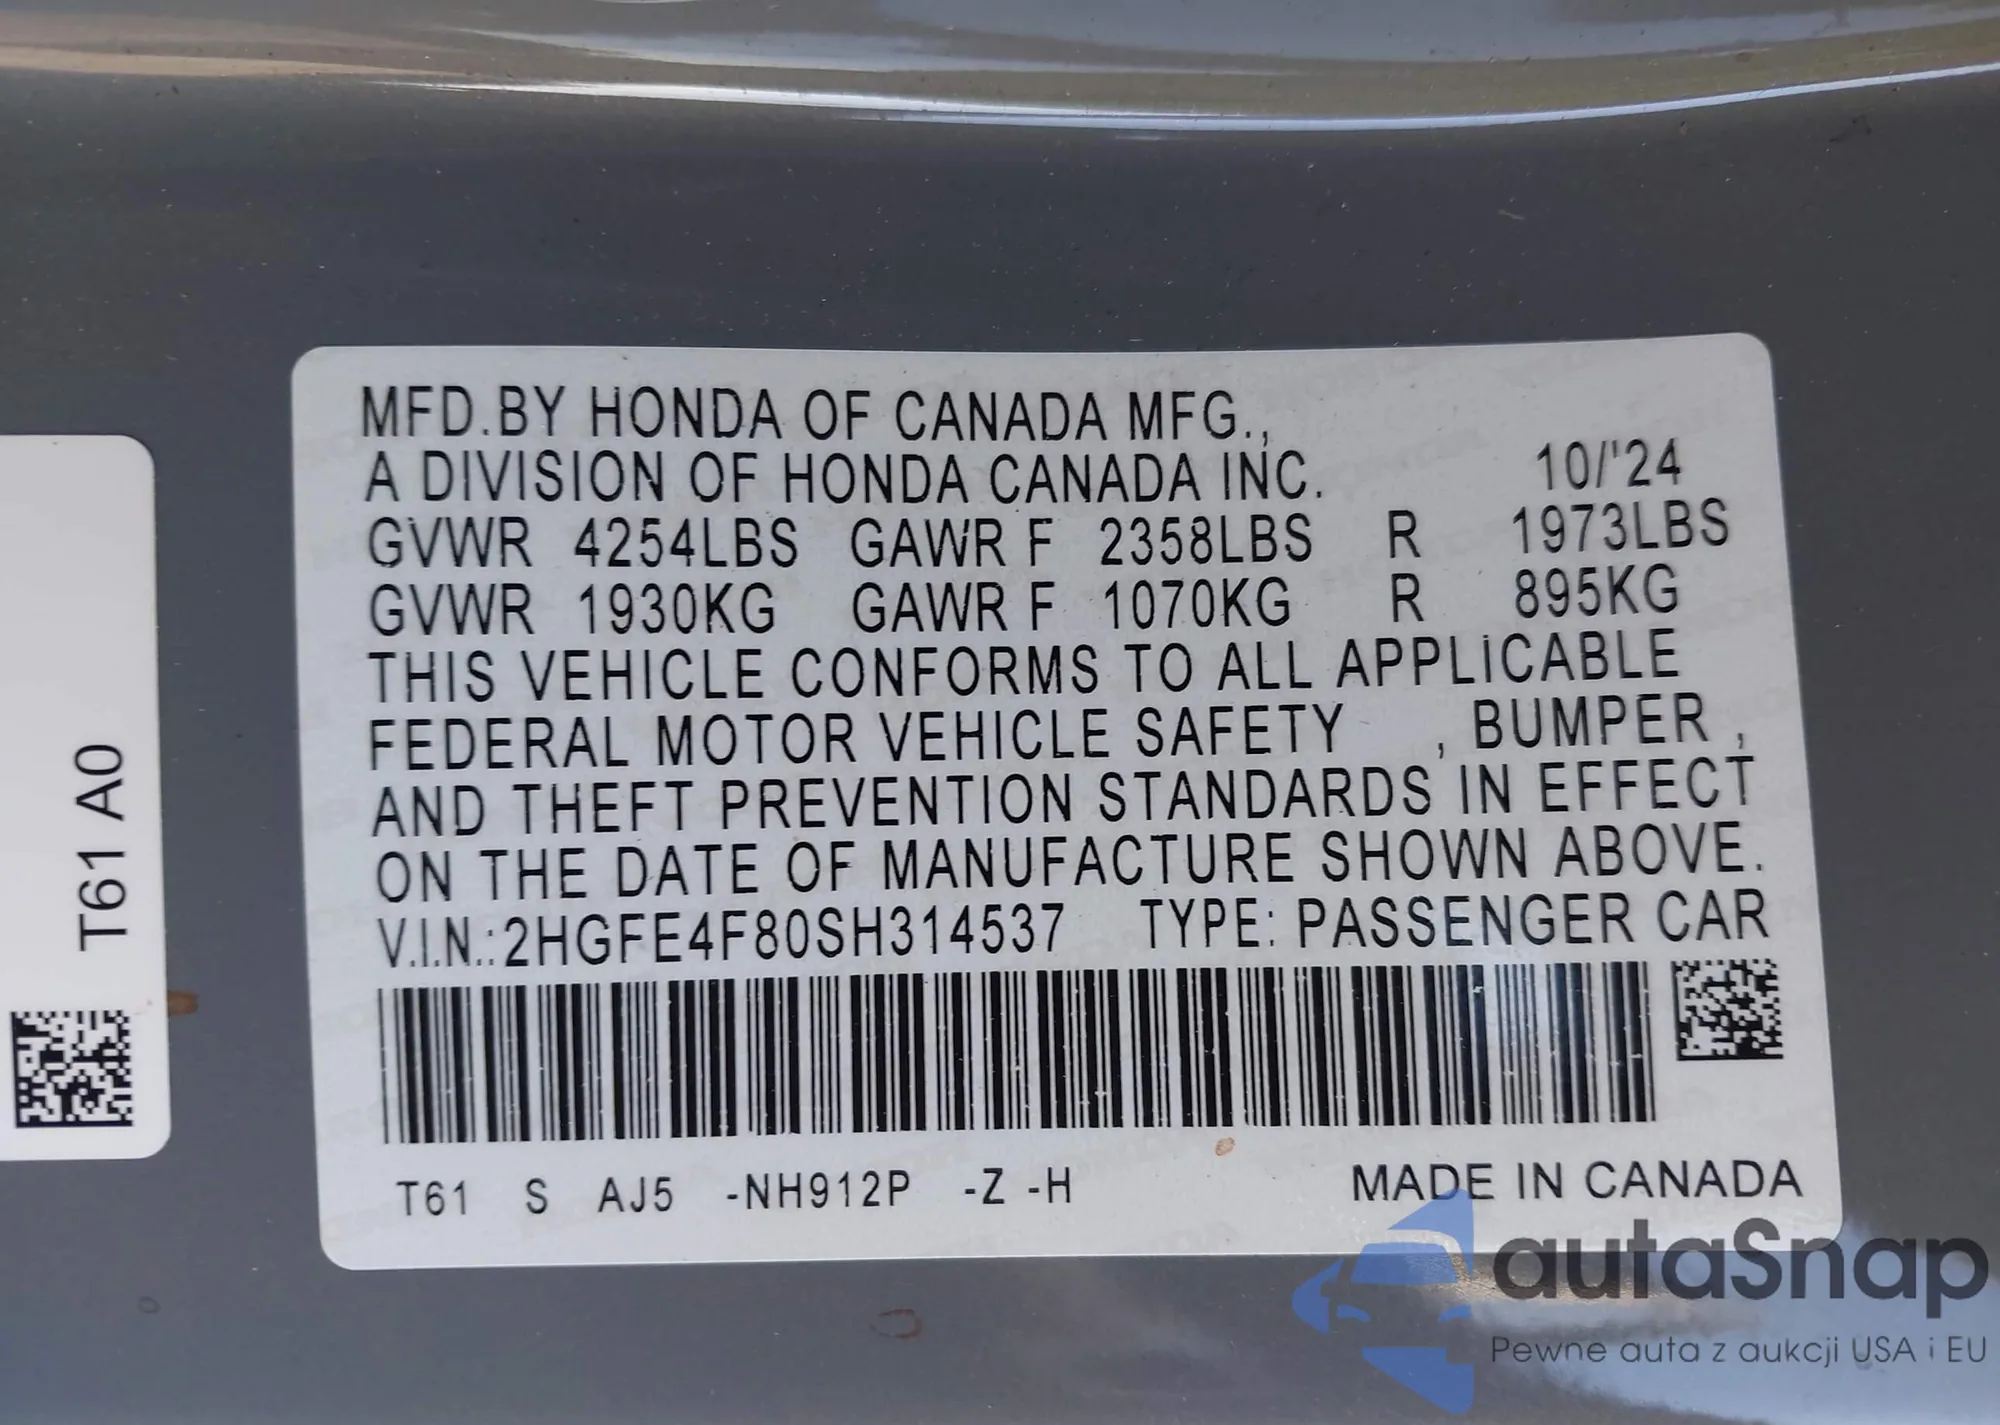 MFD.BY HONDA OF CANADA MFG.,
A DIVISION OF HONDA CANADA INC. 10/'24
GVWR 4254LBS GAWR F 2358LBS R 1973LBS
GVWR 1930KG GAWR F 1070KG R 895KG
THIS VEHICLE CONFORMS TO ALL APPLICABLE
FEDERAL MOTOR VEHICLE SAFETY , BUMPER ,
AND THEFT PREVENTION STANDARDS IN EFFECT
ON THE DATE OF MANUFACTURE SHOWN ABOVE.
V.I.N.:2HGFE4F80SH314537 TYPE: PASSENGER CAR
T61 S AJ5 -NH912P -Z -H MADE IN CANADA
T61 A0
autaSnap
Pewne auta z aukcji USA i EU